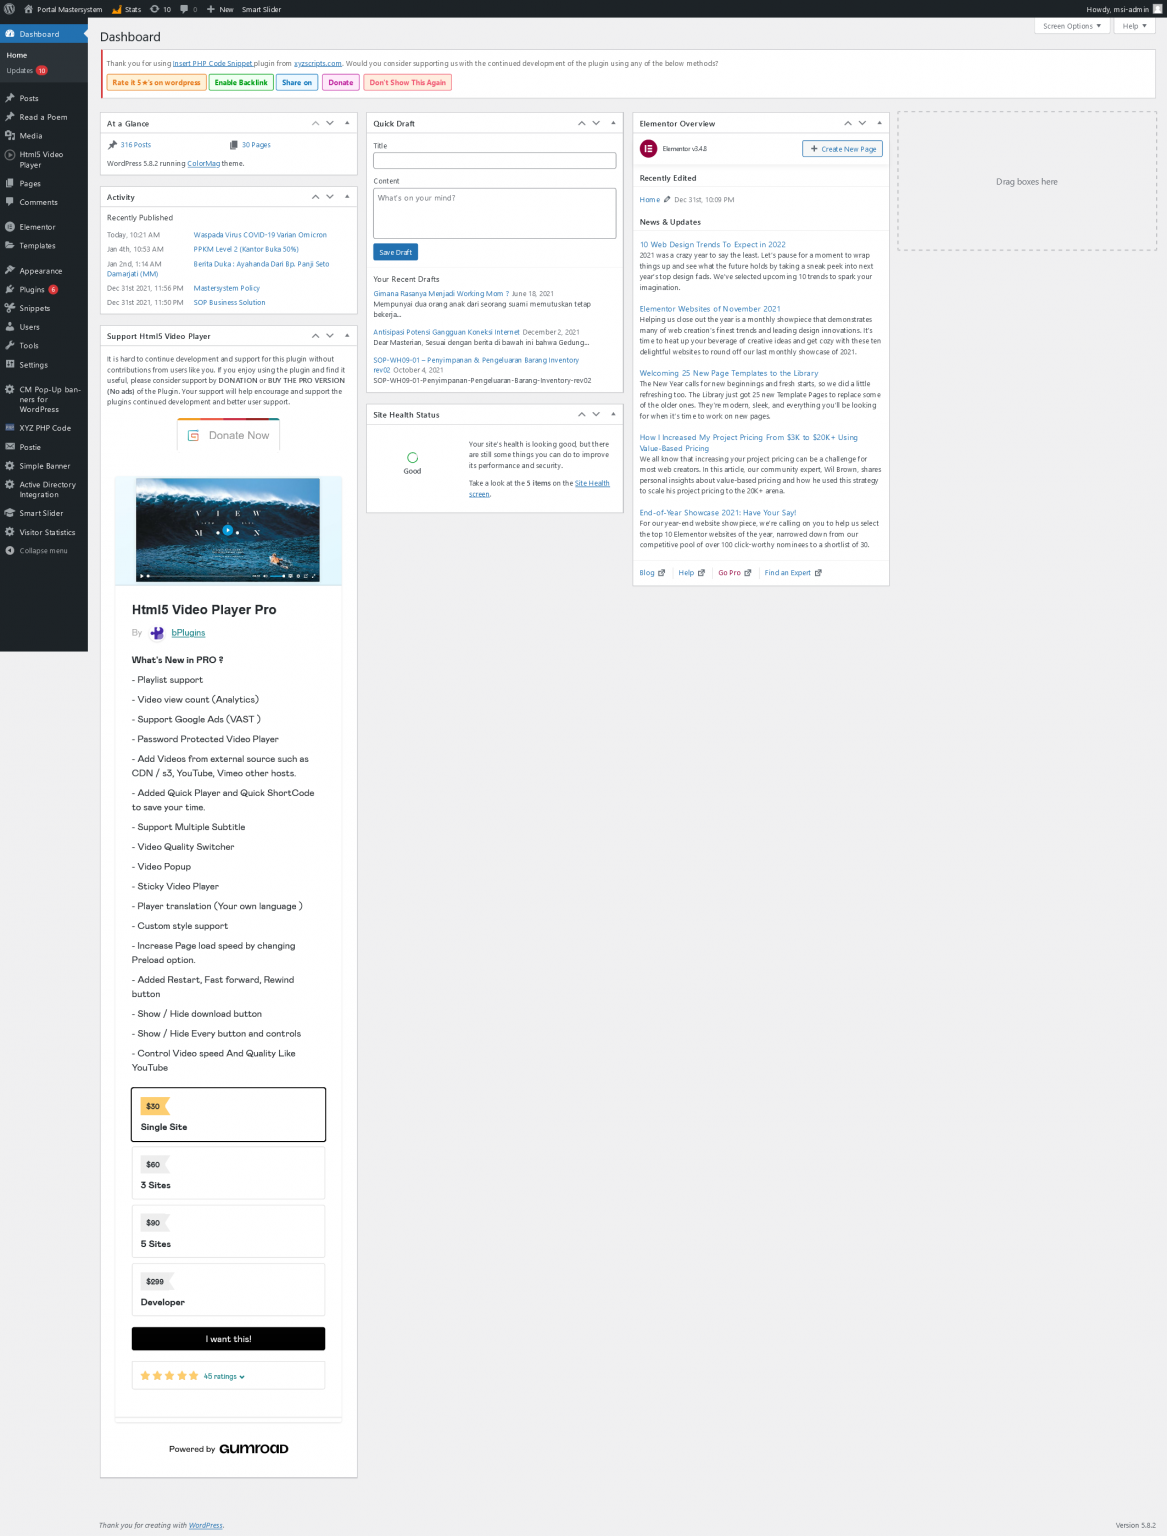 Portal Mastersystem Stats 10 0 New Smart Slider Howdy, msi-admin
Dashboard
Home
Updates 10
Posts
Read a Poem
Media
Html5 Video
Player
Pages
Comments
Elementor
Templates
Appearance
Plugins 6
Snippets
Users
Tools
Settings
CM Pop-Up ban-
ners for
WordPress
XYZ PHP Code
Postie
Simple Banner
Active Directory
Integration
Smart Slider
Visitor Statistics
Collapse menu
Screen Options ▼ Help ▼
Dashboard
Thank you for using Insert PHP Code Snippet plugin from xyzscripts.com. Would you consider supporting us with the continued development of the plugin using any of the below methods?
Rate it 5★'s on wordpress Enable Backlink Share on Donate Don't Show This Again
At a Glance
316 Posts 30 Pages
WordPress 5.8.2 running ColorMag theme.
Activity
Recently Published
Today, 10:21 AM Waspada Virus COVID-19 Varian Omicron
Jan 4th, 10:53 AM PPKM Level 2 (Kantor Buka 50%)
Jan 2nd, 1:14 AM Berita Duka : Ayahanda Dari Bp. Panji Seto
Damarjati (MM)
Dec 31st 2021, 11:56 PM Mastersystem Policy
Dec 31st 2021, 11:50 PM SOP Business Solution
Support Html5 Video Player
It is hard to continue development and support for this plugin without
contributions from users like you. If you enjoy using the plugin and find it
useful, please consider support by DONATION or BUY THE PRO VERSION
(No ads) of the Plugin. Your support will help encourage and support the
plugins continued development and better user support.
Donate Now
VIEW
MOON
Html5 Video Player Pro
By bPlugins
What's New in PRO ?
- Playlist support
- Video view count (Analytics)
- Support Google Ads (VAST )
- Password Protected Video Player
- Add Videos from external source such as
CDN / s3, YouTube, Vimeo other hosts.
- Added Quick Player and Quick ShortCode
to save your time.
- Support Multiple Subtitle
- Video Quality Switcher
- Video Popup
- Sticky Video Player
- Player translation (Your own language )
- Custom style support
- Increase Page load speed by changing
Preload option.
- Added Restart, Fast forward, Rewind
button
- Show / Hide download button
- Show / Hide Every button and controls
- Control Video speed And Quality Like
YouTube
$30
Single Site
$60
3 Sites
$90
5 Sites
$299
Developer
I want this!
45 ratings
Powered by GUMROAD
Quick Draft
Title
Content
What's on your mind?
Save Draft
Your Recent Drafts
Gimana Rasanya Menjadi Working Mom ? June 18, 2021
Mempunyai dua orang anak dari seorang suami memutuskan tetap
bekerja...
Antisipasi Potensi Gangguan Koneksi Internet December 2, 2021
Dear Masterian, Sesuai dengan berita di bawah ini bahwa Gedung...
SOP-WH09-01 – Penyimpanan & Pengeluaran Barang Inventory
rev02 October 4, 2021
SOP-WH09-01-Penyimpanan-Pengeluaran-Barang-Inventory-rev02
Site Health Status
Good
Your site's health is looking good, but there
are still some things you can do to improve
its performance and security.
Take a look at the 5 items on the Site Health
screen.
Elementor Overview
Elementor v3.4.8 Create New Page
Recently Edited
Home Dec 31st, 10:09 PM
News & Updates
10 Web Design Trends To Expect in 2022
2021 was a crazy year to say the least. Let's pause for a moment to wrap
things up and see what the future holds by taking a sneak peek into next
year's top design fads. We've selected upcoming 10 trends to spark your
imagination.
Elementor Websites of November 2021
Helping us close out the year is a monthly showpiece that demonstrates
many of web creation's finest trends and leading design innovations. It's
time to heat up your beverage of creative ideas and get cozy with these ten
delightful websites to round off our last monthly showcase of 2021.
Welcoming 25 New Page Templates to the Library
The New Year calls for new beginnings and fresh starts, so we did a little
refreshing too. The Library just got 25 new Template Pages to replace some
of the older ones. They're modern, sleek, and everything you'll be looking
for when it's time to work on new pages.
How I Increased My Project Pricing From $3K to $20K+ Using
Value-Based Pricing
We all know that increasing your project pricing can be a challenge for
most web creators. In this article, our community expert, Wil Brown, shares
personal insights about value-based pricing and how he used this strategy
to scale his project pricing to the 20K+ arena.
End-of-Year Showcase 2021: Have Your Say!
For our year-end website showpiece, we're calling on you to help us select
the top 10 Elementor websites of the year, narrowed down from our
competitive pool of over 100 click-worthy nominees to a shortlist of 30.
Blog Help Go Pro Find an Expert
Drag boxes here
Thank you for creating with WordPress. Version 5.8.2